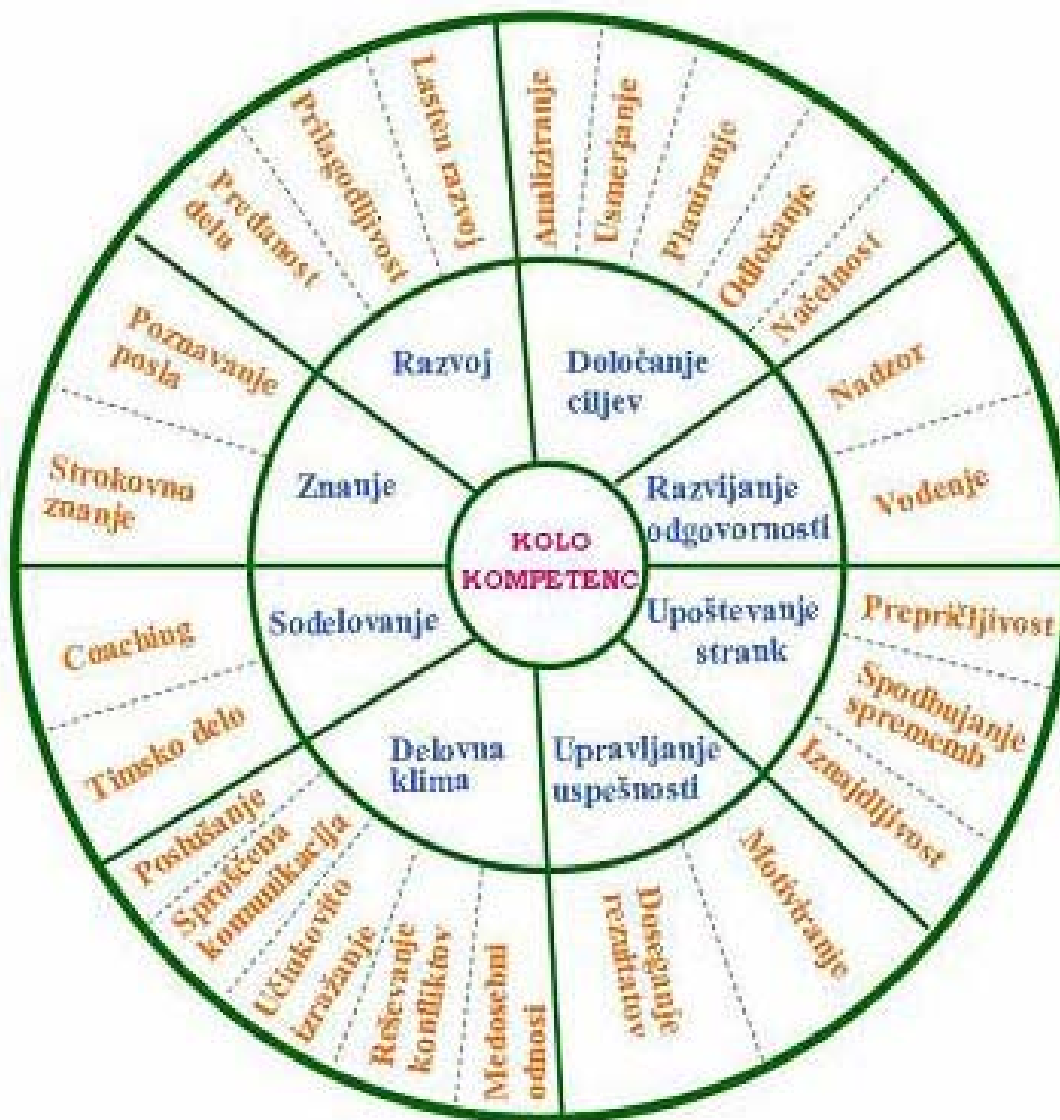 KOLO
KOMPETENC
Določanje
ciljev
Analiziranje
Usmerjanje
Planiranje
Odločanje
Načelnost
Razvijanje
odgovornosti
Nadzor
Vodenje
Upoštevanje
strank
Prepričljivost
Spodbujanje
sprememb
Iznajdljivost
Upravljanje
uspešnosti
Motiviranje
Doseganje
rezultatov
Delovna
klima
Medosebni
odnosi
Reševanje
konfliktov
Učinkovito
izražanje
Sproščena
komunikacija
Poslušanje
Sodelovanje
Timsko delo
Coaching
Znanje
Strokovno
znanje
Poznavanje
posla
Razvoj
Predanost
delu
Prilagodljivost
Lasten razvoj